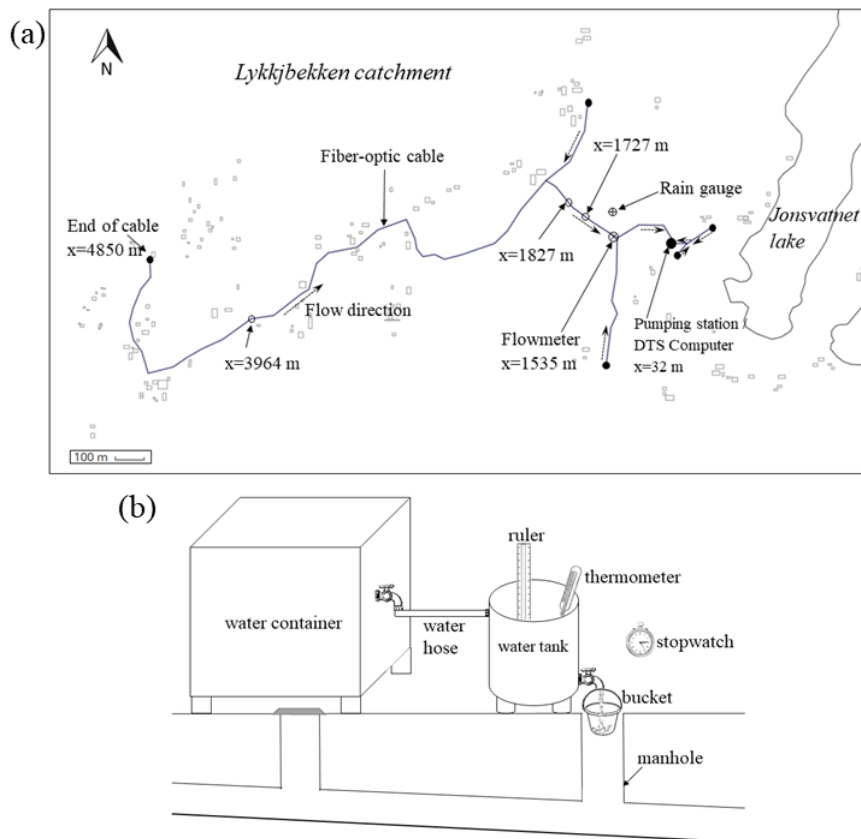 (a)
N
Lykkjbekken catchment
Fiber-optic cable
x=1727 m
Rain gauge
End of cable
x=4850 m
Jonsvatnet
lake
x=1827 m
Flow direction
Flowmeter
x=1535 m
Pumping station /
DTS Computer
x=32 m
x=3964 m
100 m
(b)
ruler
thermometer
water container
water
hose
water tank
stopwatch
bucket
manhole